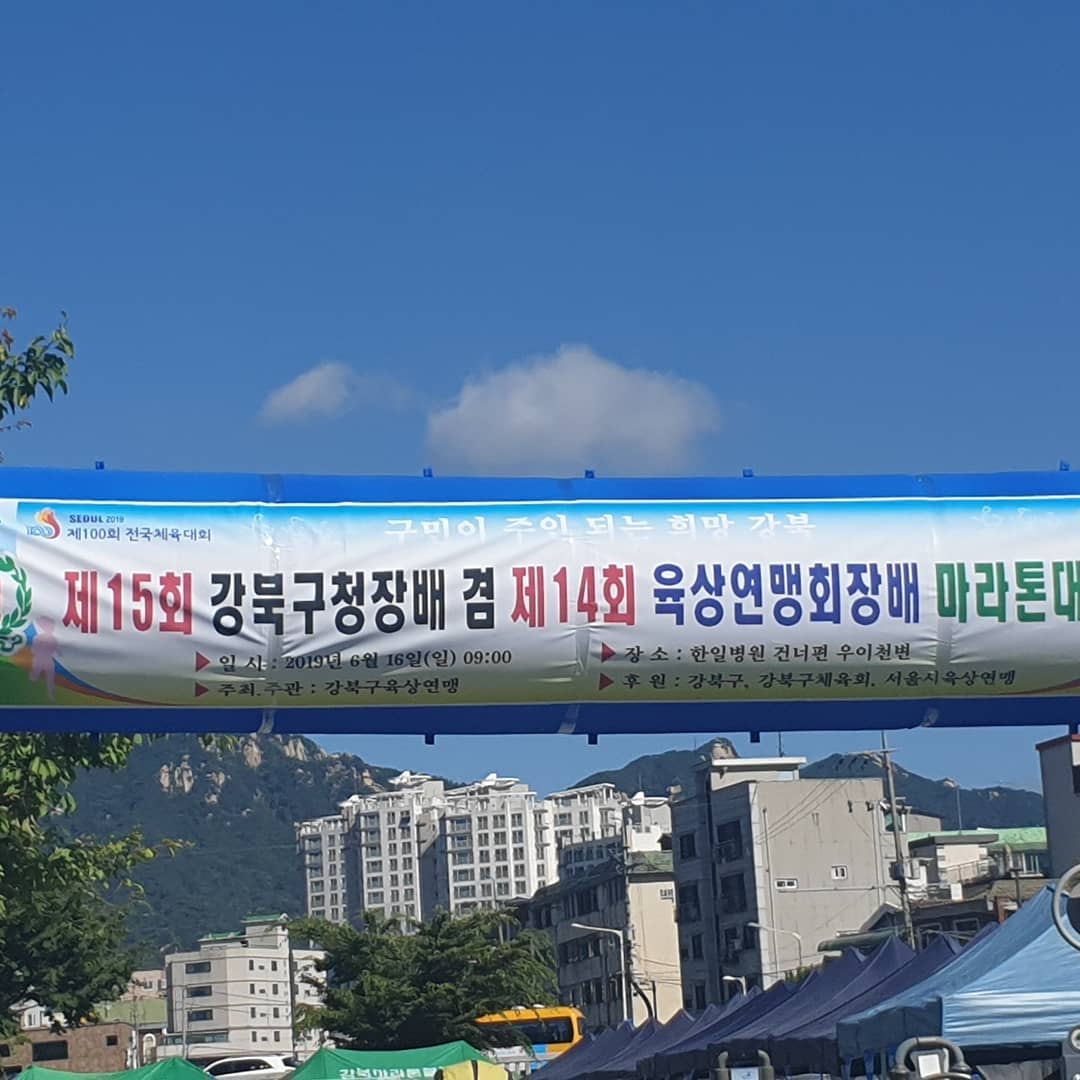 SEOUL 2019
제100회 전국체육대회
구민이 주인 되는 희망 강북
제15회 강북구청장배 겸 제14회 육상연맹회장배 마라톤대
▶ 일 시 : 2019년 6월 16일(일) 09:00
▶ 장 소 : 한일병원 건너편 우이천변
▶ 주최.주관 : 강북구육상연맹
▶ 후 원 : 강북구, 강북구체육회, 서울시육상연맹